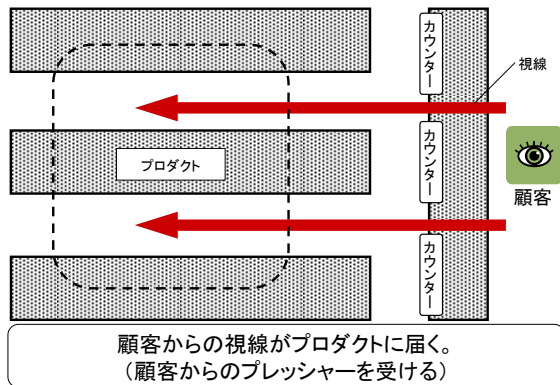 カウンター
視線
カウンター
プロダクト
顧客
カウンター
顧客からの視線がプロダクトに届く。
(顧客からのプレッシャーを受ける)